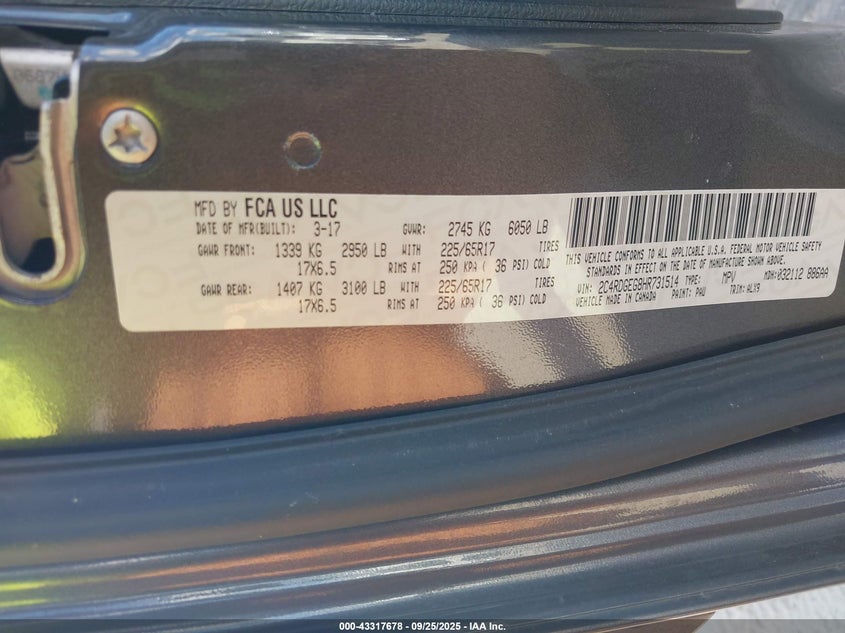 MFD BY FCA US LLC
DATE OF MFR(BUILT): 3-17 GVWR: 2745 KG 6050 LB
GAWR FRONT: 1339 KG 2950 LB WITH 225/65R17 TIRES
17X6.5 RIMS AT 250 KPA ( 36 PSI) COLD
GAWR REAR: 1407 KG 3100 LB WITH 225/65R17 TIRES
17X6.5 RIMS AT 250 KPA ( 36 PSI) COLD
THIS VEHICLE CONFORMS TO ALL APPLICABLE U.S.A. FEDERAL MOTOR VEHICLE SAFETY
STANDARDS IN EFFECT ON THE DATE OF MANUFACTURE SHOWN ABOVE.
VIN: 2C4RDGEG8HR731514 TYPE: MPV MDH: 032112 886AA
VEHICLE MADE IN CANADA PAINT: PAU TRIM: ALX9
000-43317678 - 09/25/2025 - IAA Inc.